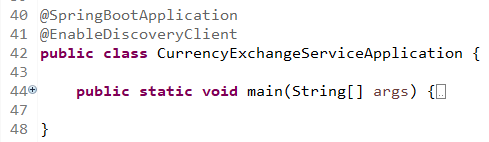 40 @SpringBootApplication
41 @EnableDiscoveryClient
42 public class CurrencyExchangeServiceApplication {
43
44 public static void main(String[] args) {
47
48 }